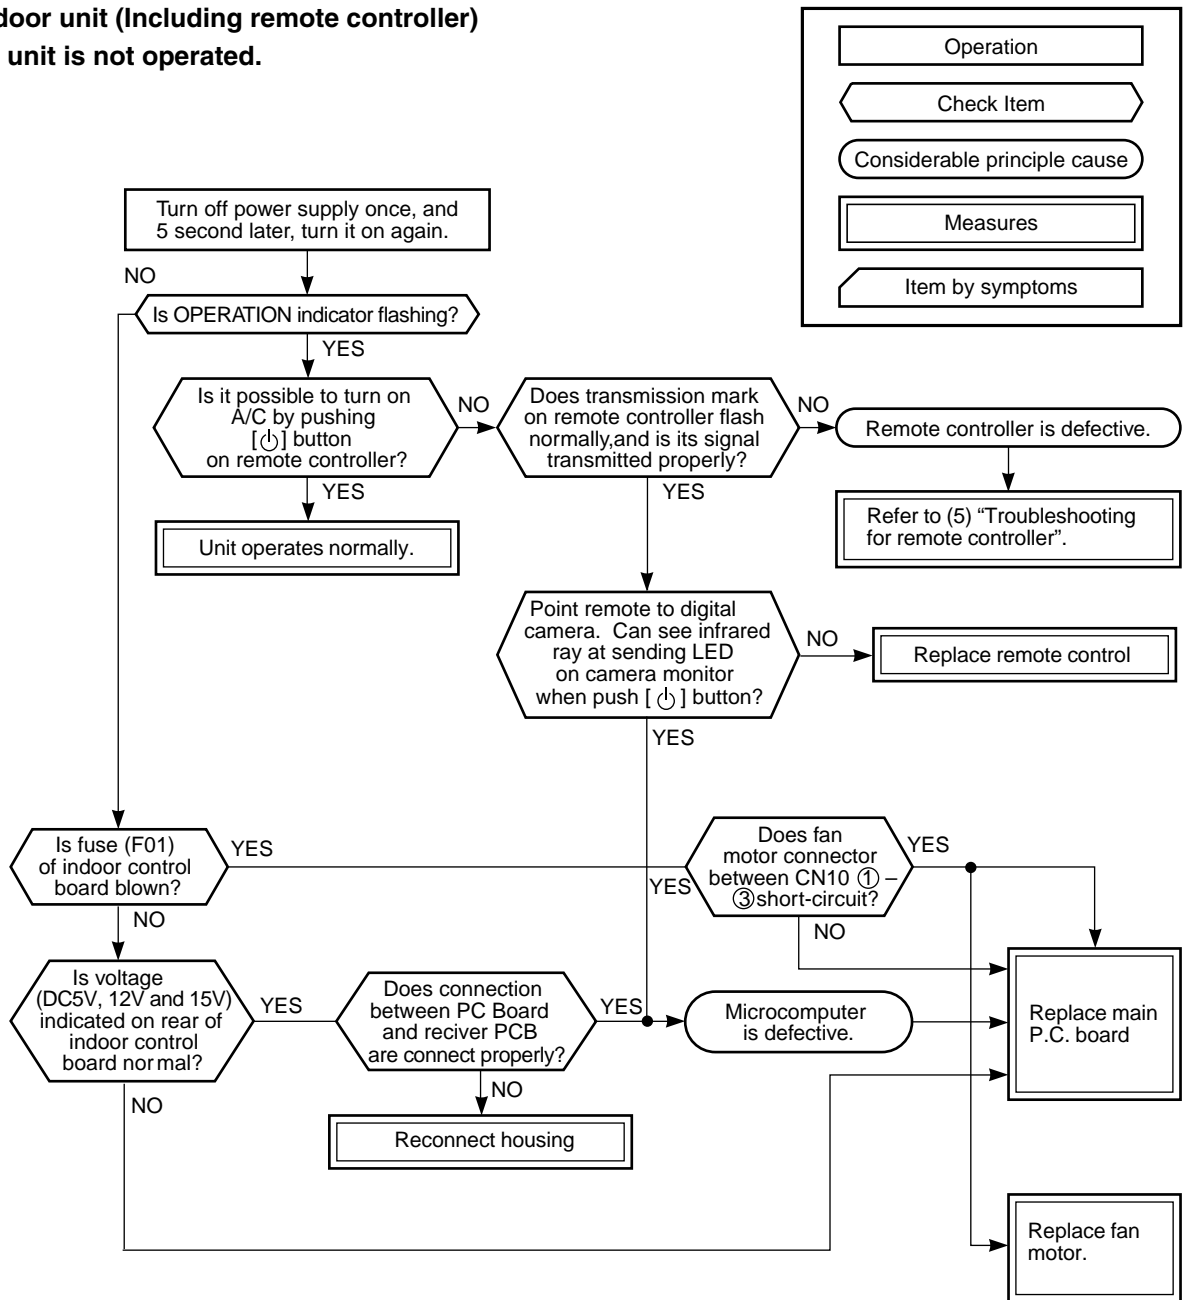 door unit (Including remote controller)
unit is not operated.
Operation
Check Item
Considerable principle cause
Measures
Item by symptoms
Turn off power supply once, and
5 second later, turn it on again.
NO
Is OPERATION indicator flashing?
YES
Is it possible to turn on
A/C by pushing
[⏻] button
on remote controller?
NO
Does transmission mark
on remote controller flash
normally,and is its signal
transmitted properly?
NO
Remote controller is defective.
YES
YES
Unit operates normally.
Refer to (5) “Troubleshooting
for remote controller”.
Point remote to digital
camera. Can see infrared
ray at sending LED
on camera monitor
when push [⏻] button?
NO
Replace remote control
YES
Is fuse (F01)
of indoor control
board blown?
YES
YES
Does fan
motor connector
between CN10 ① –
③short-circuit?
YES
NO
NO
Is voltage
(DC5V, 12V and 15V)
indicated on rear of
indoor control
board normal?
YES
Does connection
between PC Board
and reciver PCB
are connect properly?
YES
Microcomputer
is defective.
Replace main
P.C. board
NO
NO
Reconnect housing
Replace fan
motor.